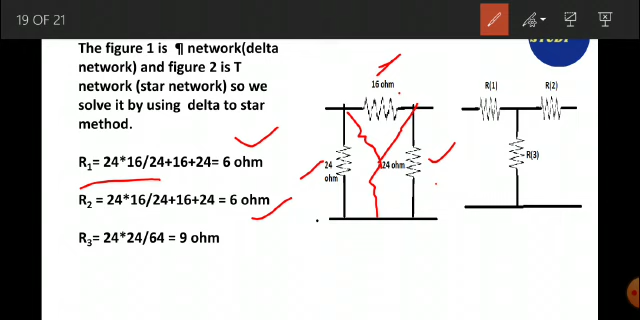 19 OF 21
The figure 1 is ¶ network(delta
network) and figure 2 is T
network (star network) so we
solve it by using delta to star
method.
R1= 24*16/24+16+24= 6 ohm
R2 = 24*16/24+16+24 = 6 ohm
R3= 24*24/64 = 9 ohm
16 ohm
24
ohm
24 ohm
R(1)
R(2)
R(3)